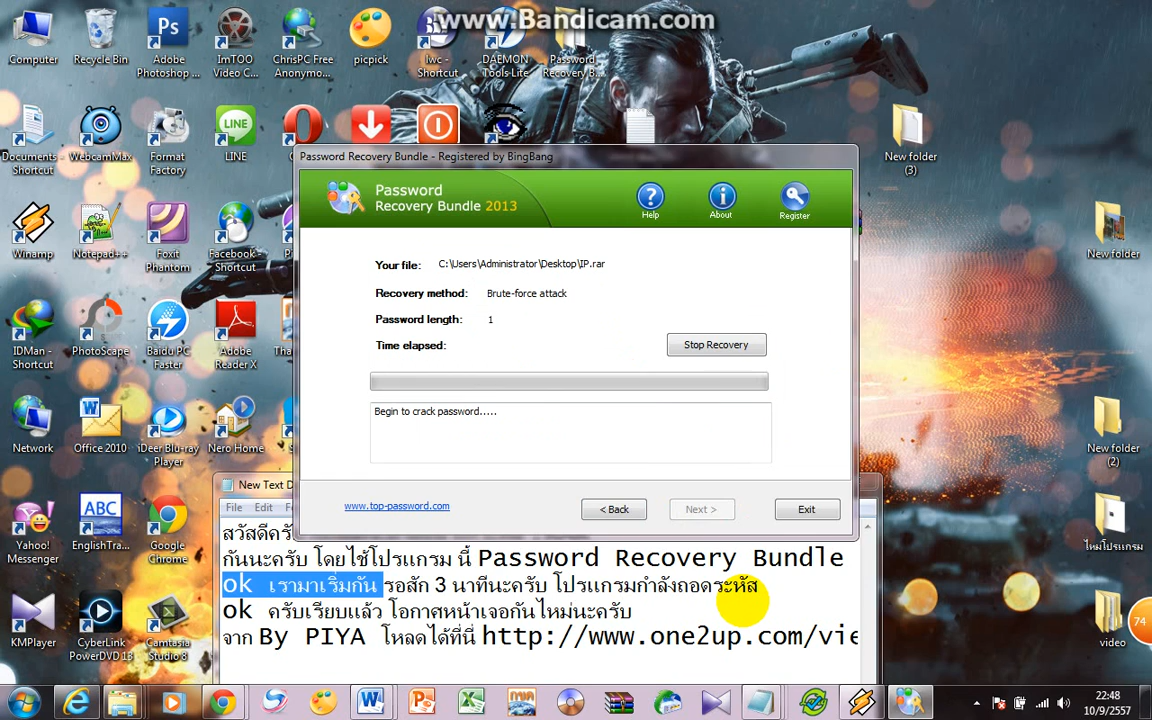 www.Bandicam.com
Computer
Recycle Bin
Adobe
Photoshop ...
ImTOO
Video C...
ChrisPC Free
Anonymo...
picpick
lwc -
Shortcut
DAEMON
Tools Lite
Password
Recovery B...
Documents -
Shortcut
WebcamMax
Format
Factory
LINE
New folder
(3)
Winamp
Notepad++
Foxit
Phantom
Facebook -
Shortcut
New folder
IDMan -
Shortcut
PhotoScape
Baidu PC
Faster
Adobe
Reader X
Network
Office 2010
iDeer Blu-ray
Player
Nero Home
New folder
(2)
Yahoo!
Messenger
EnglishTra...
Google
Chrome
ไหมโปรแกรม
KMPlayer
CyberLink
PowerDVD 13
Camtasia
Studio 8
video
74
Password Recovery Bundle - Registered by BingBang
Password
Recovery Bundle 2013
Help
About
Register
Your file: C:\Users\Administrator\Desktop\IP.rar
Recovery method: Brute-force attack
Password length: 1
Time elapsed:
Stop Recovery
Begin to crack password.....
www.top-password.com
< Back
Next >
Exit
New Text D
File Edit F
สวัสดีครั
กันนะครับ โดยไช้โปรแกรม นี้ Password Recovery Bundle
ok เรามาเริมกัน รอสัก 3 นาทีนะครับ โปรแกรมกำลังถอดระหัส
ok ครับเรียบแล้ว โอกาศหน้าเจอกันไหม่นะครับ
จาก By PIYA โหลดได้ที่นี่ http://www.one2up.com/vie
22:48
10/9/2557